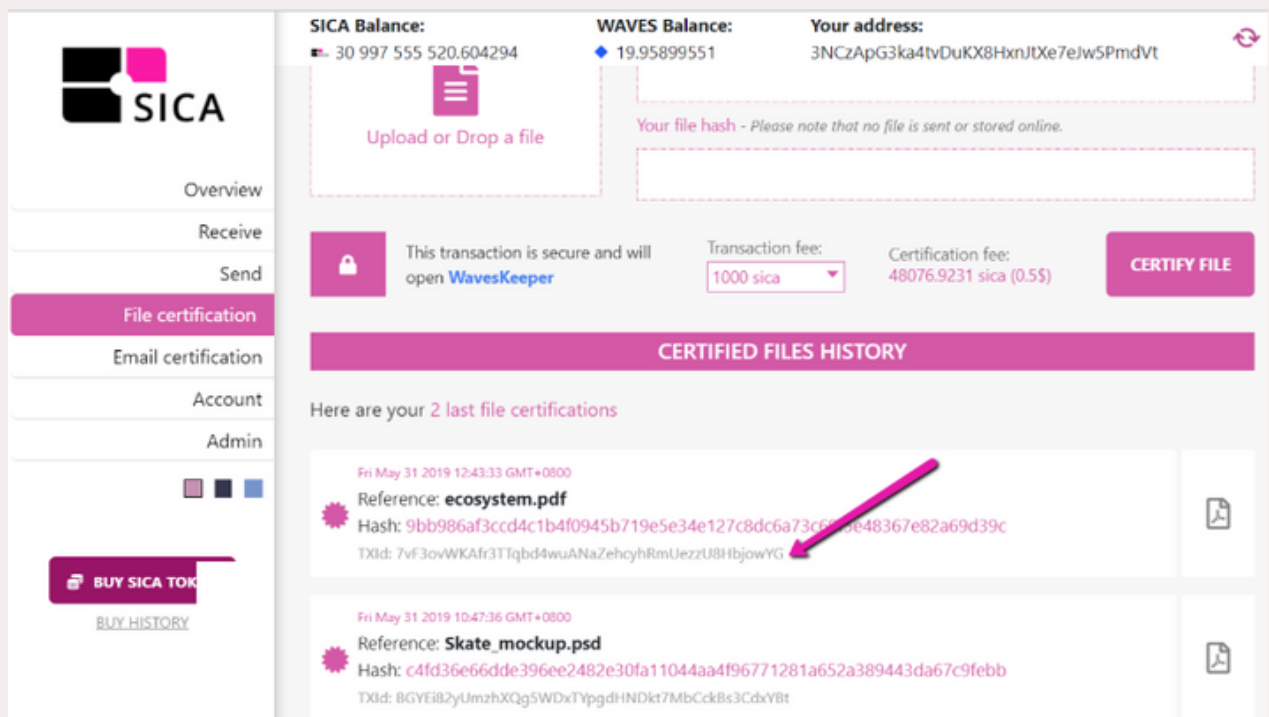 SICA
Overview
Receive
Send
File certification
Email certification
Account
Admin
BUY SICA
BUY HISTORY
SICA Balance:
30 997 555 520.604294
WAVES Balance:
19.95899551
Your address:
3NCzApG3ka4tvDuKX8HxnJtXe7eJw5PmdVt
Upload or Drop a file
Your file hash - Please note that no file is sent or stored online.
This transaction is secure and will
open WavesKeeper
Transaction fee:
1000 sica
Certification fee:
48076.9231 sica (0.5$)
CERTIFY FILE
CERTIFIED FILES HISTORY
Here are your 2 last file certifications
Fri May 31 2019 12:43:33 GMT+0800
Reference: ecosystem.pdf
Hash:
TXId: 7vF3ovWKAfr3TTqbd4wuANaZehcyhRmUezzU8HbjowYG
Fri May 31 2019 10:47:36 GMT+0800
Reference: Skate_mockup.psd
Hash: c4fd36e66dde396ee2482e30fa11044aa4f96771281a652a389443da67c9febb
TXId: BGYEi82yUmzhXQg5WDxTYpgdHNDkt7MbCckBs3CdxYBt